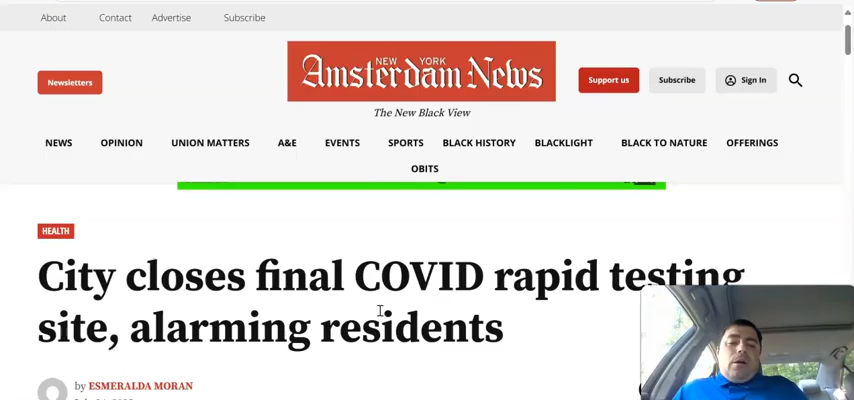 About Contact Advertise Subscribe
Newsletters
NEW YORK
Amsterdam News
Support us
Subscribe
Sign In
The New Black View
NEWS OPINION UNION MATTERS A&E EVENTS SPORTS BLACK HISTORY BLACKLIGHT BLACK TO NATURE OFFERINGS
OBITS
HEALTH
City closes final COVID rapid testing
site, alarming residents
by ESMERALDA MORAN